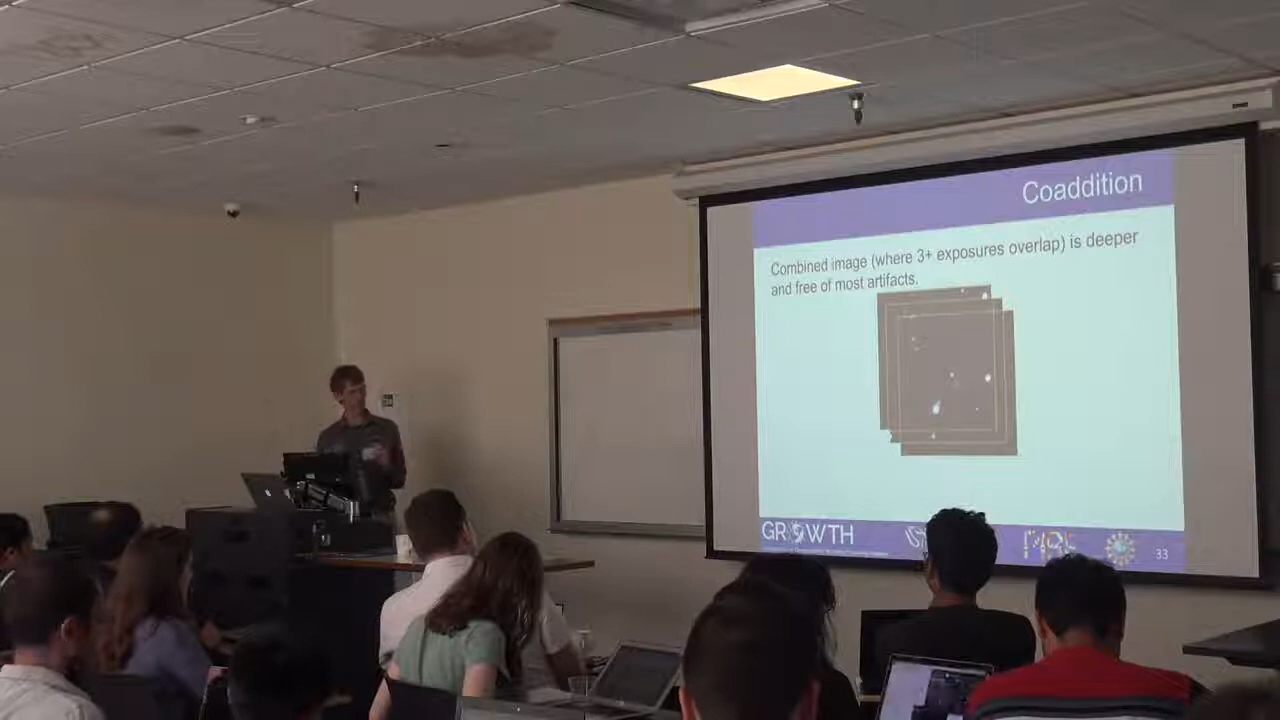 Coaddition
Combined image (where 3+ exposures overlap) is deeper
and free of most artifacts.
GROWTH
33